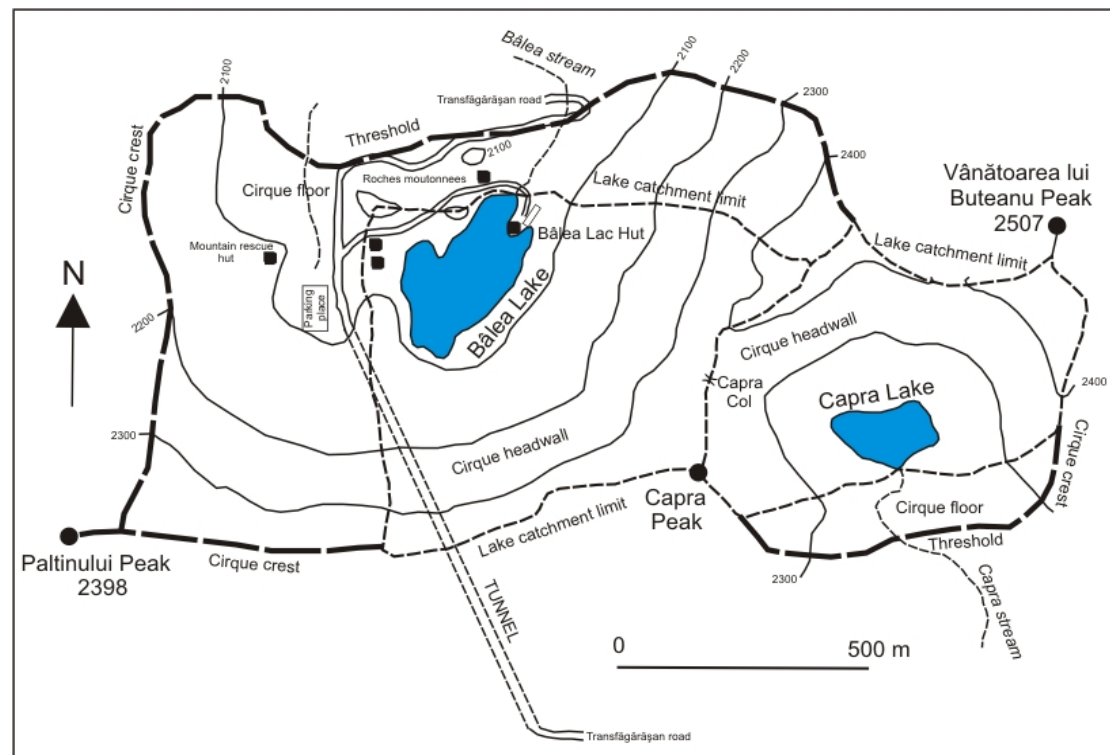 Bâlea stream
2100
2100
2200
2300
Transfăgărăşan road
Threshold
2100
2400
Cirque crest
Cirque floor
Roches moutonnees
Lake catchment limit
Vânătoarea lui
Buteanu Peak
2507
Mountain rescue
hut
Bâlea Lac Hut
Lake catchment limit
N
Parking
place
2200
Bâlea Lake
Cirque headwall
Capra
Col
Capra Lake
2400
2300
Cirque headwall
Cirque crest
Capra
Peak
Cirque floor
Lake catchment limit
Threshold
Paltinului Peak
2398
Cirque crest
2300
TUNNEL
Capra stream
0
500 m
Transfăgărăşan road